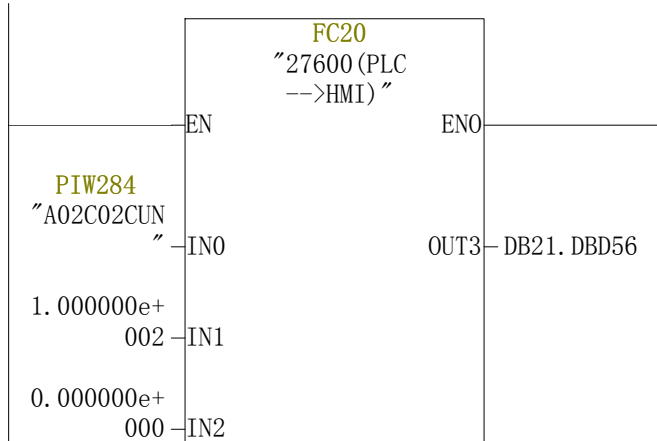 FC20
"27600(PLC
-->HMI)"
EN
ENO
PIW284
"A02C02CUN
"
IN0
OUT3
DB21.DBD56
1.000000e+
002
IN1
0.000000e+
000
IN2